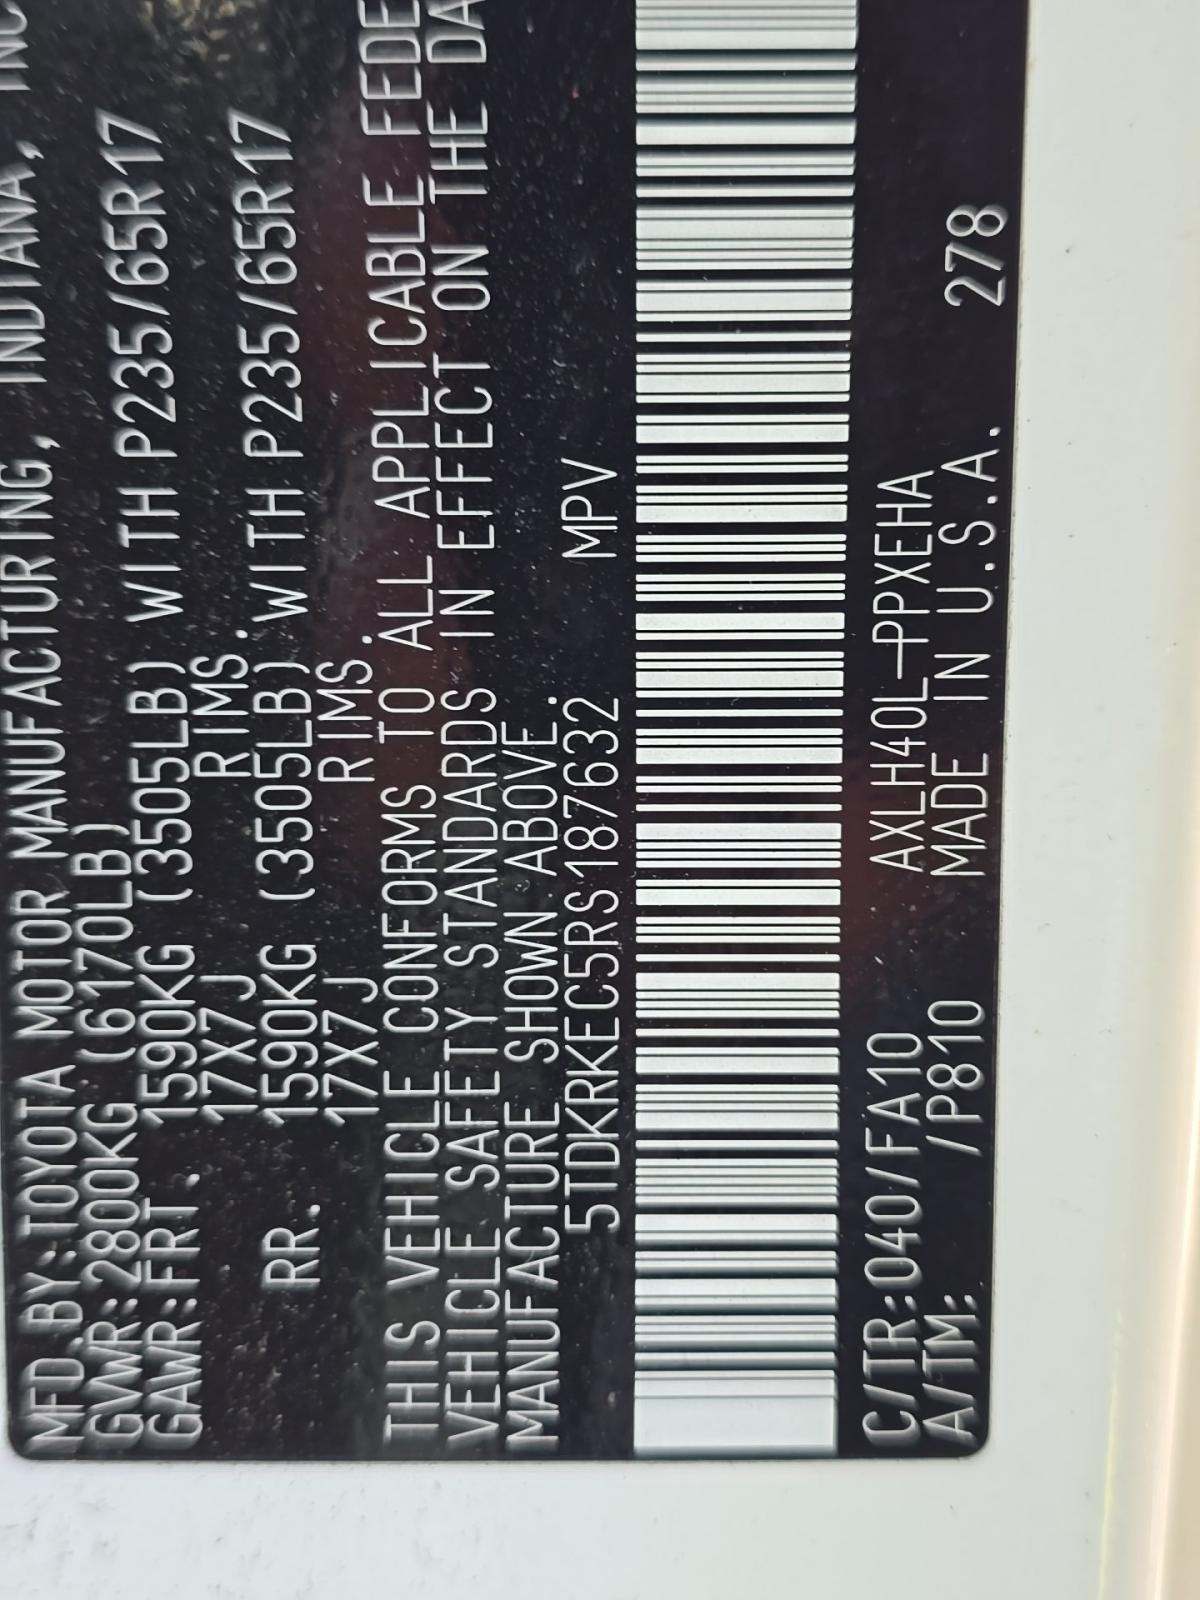 MFD.BY:TOYOTA MOTOR MANUFACTURING, INDIANA, INC
GVWR:2800KG (6170LB)
GAWR:FRT. 1590KG (3505LB) WITH P235/65R17
17X7J RIMS.
RR. 1590KG (3505LB) WITH P235/65R17
17X7J RIMS.
THIS VEHICLE CONFORMS TO ALL APPLICABLE FEDE
VEHICLE SAFETY STANDARDS IN EFFECT ON THE DA
MANUFACTURE SHOWN ABOVE.
5TDKRKEC5RS187632 MPV
C/TR:040/FA10 AXLH40L-PPXEHA
A/TM: /P810 MADE IN U.S.A. 278